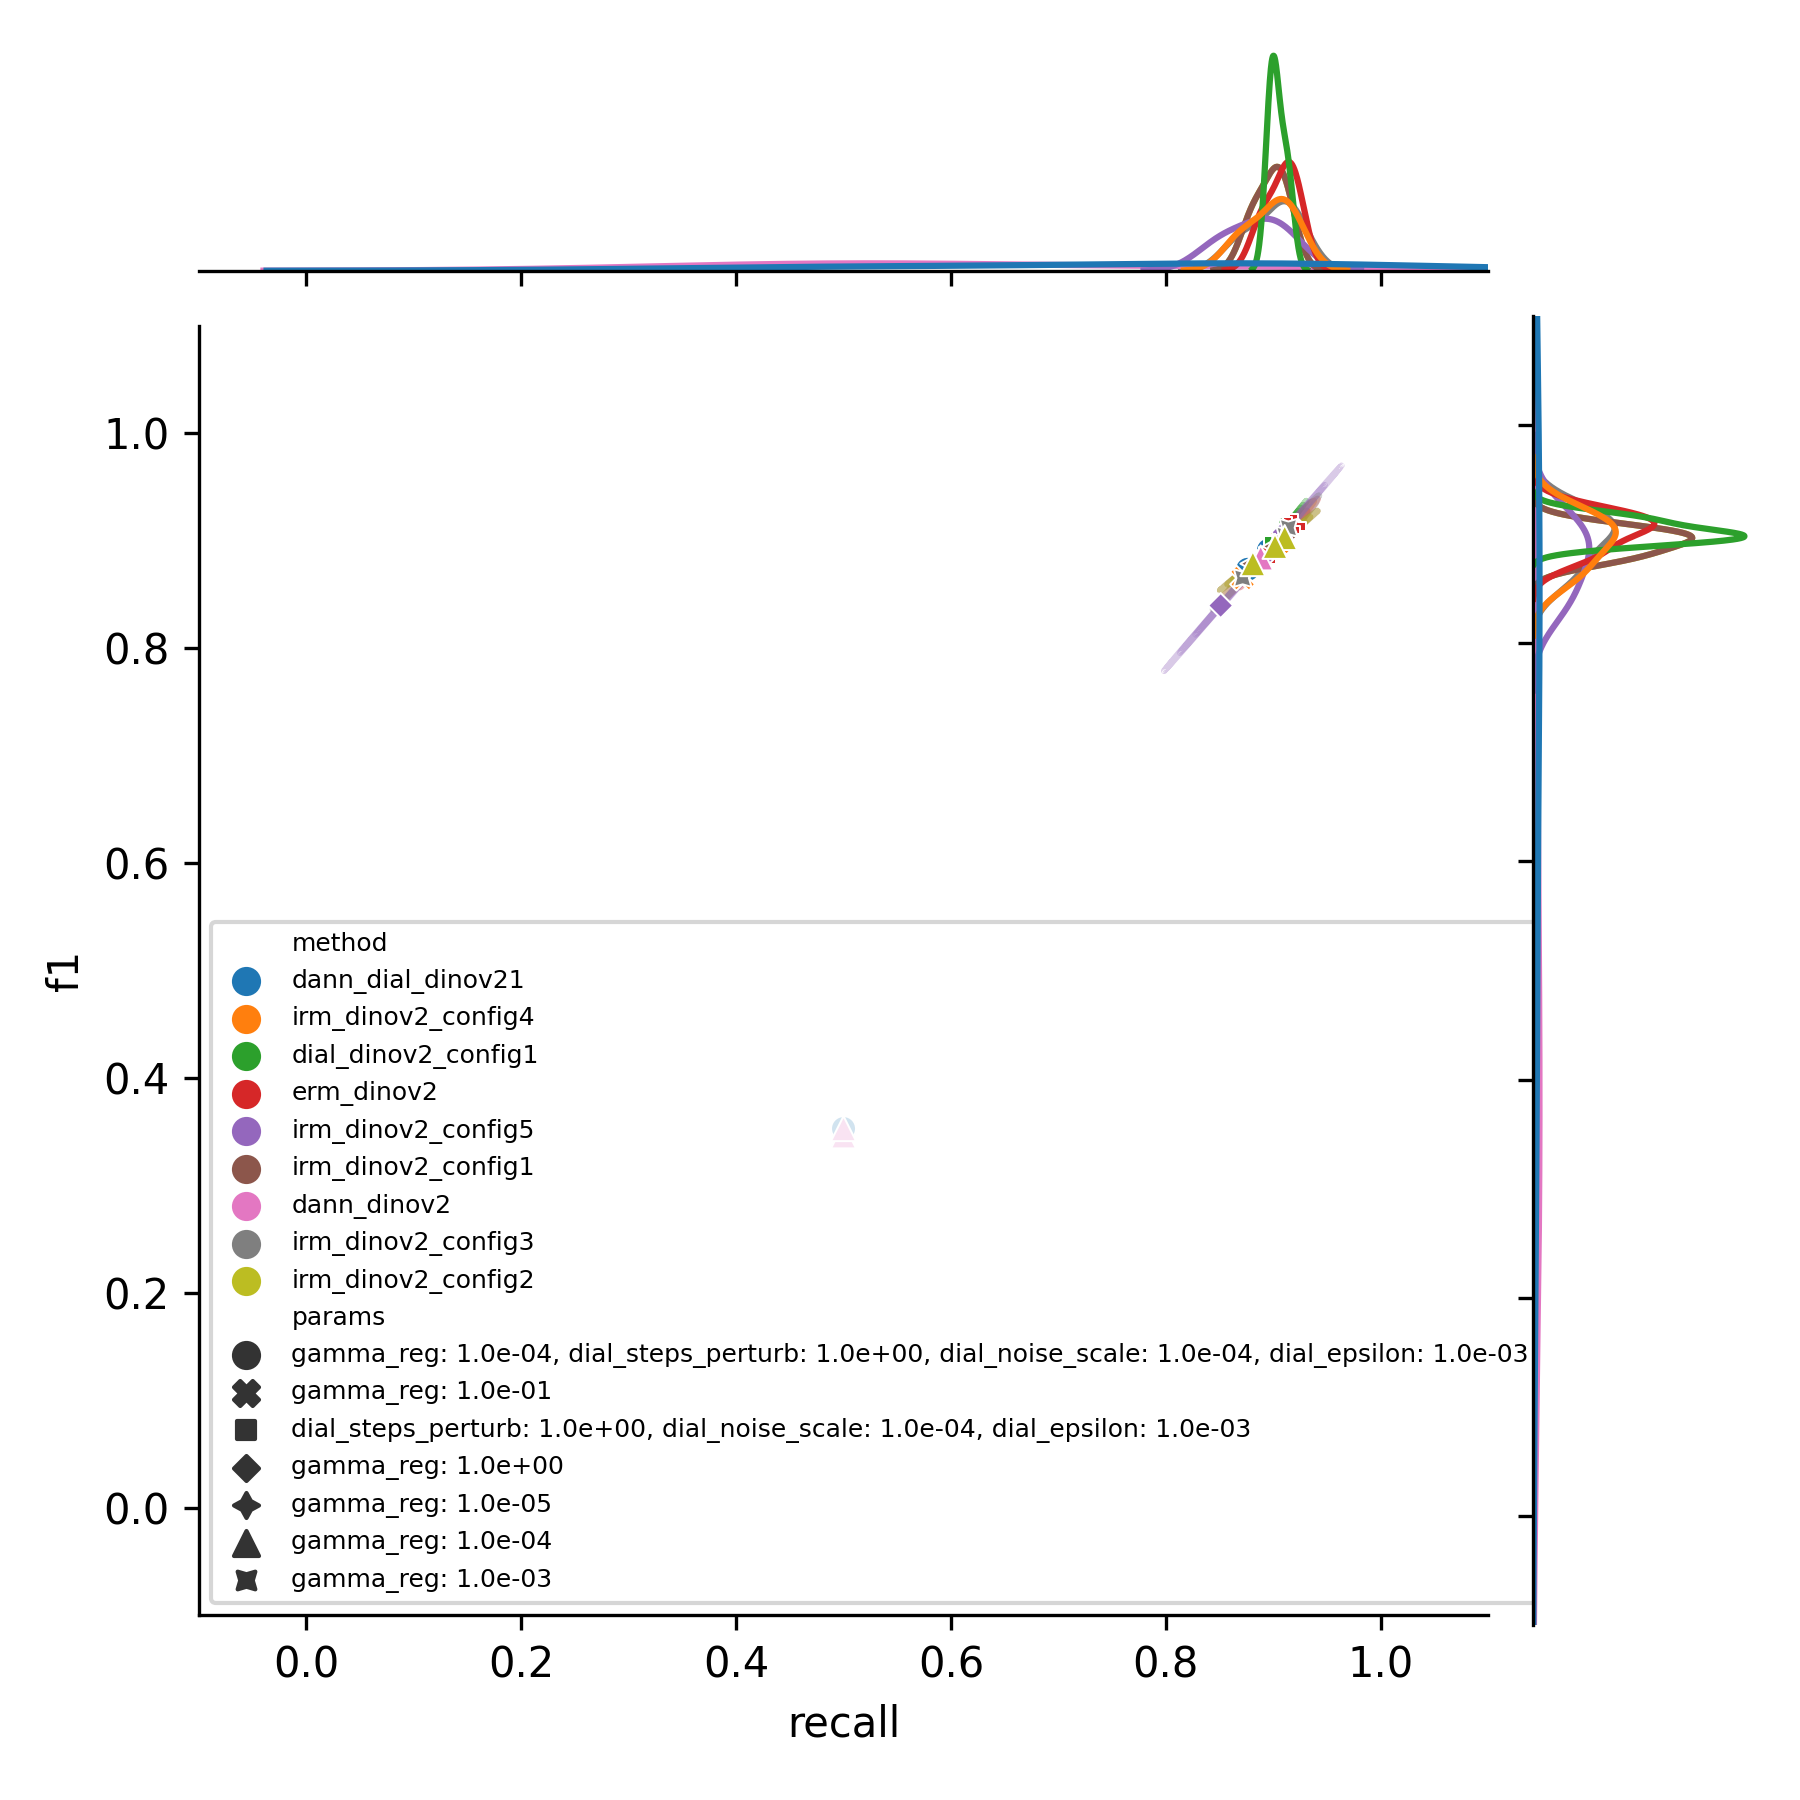 1.0
0.8
0.6
0.4
0.2
0.0
f1
method
dann_dial_dinov21
irm_dinov2_config4
dial_dinov2_config1
erm_dinov2
irm_dinov2_config5
irm_dinov2_config1
dann_dinov2
irm_dinov2_config3
irm_dinov2_config2
params
gamma_reg: 1.0e-04, dial_steps_perturb: 1.0e+00, dial_noise_scale: 1.0e-04, dial_epsilon: 1.0e-03
gamma_reg: 1.0e-01
dial_steps_perturb: 1.0e+00, dial_noise_scale: 1.0e-04, dial_epsilon: 1.0e-03
gamma_reg: 1.0e+00
gamma_reg: 1.0e-05
gamma_reg: 1.0e-04
gamma_reg: 1.0e-03
0.0 0.2 0.4 0.6 0.8 1.0
recall